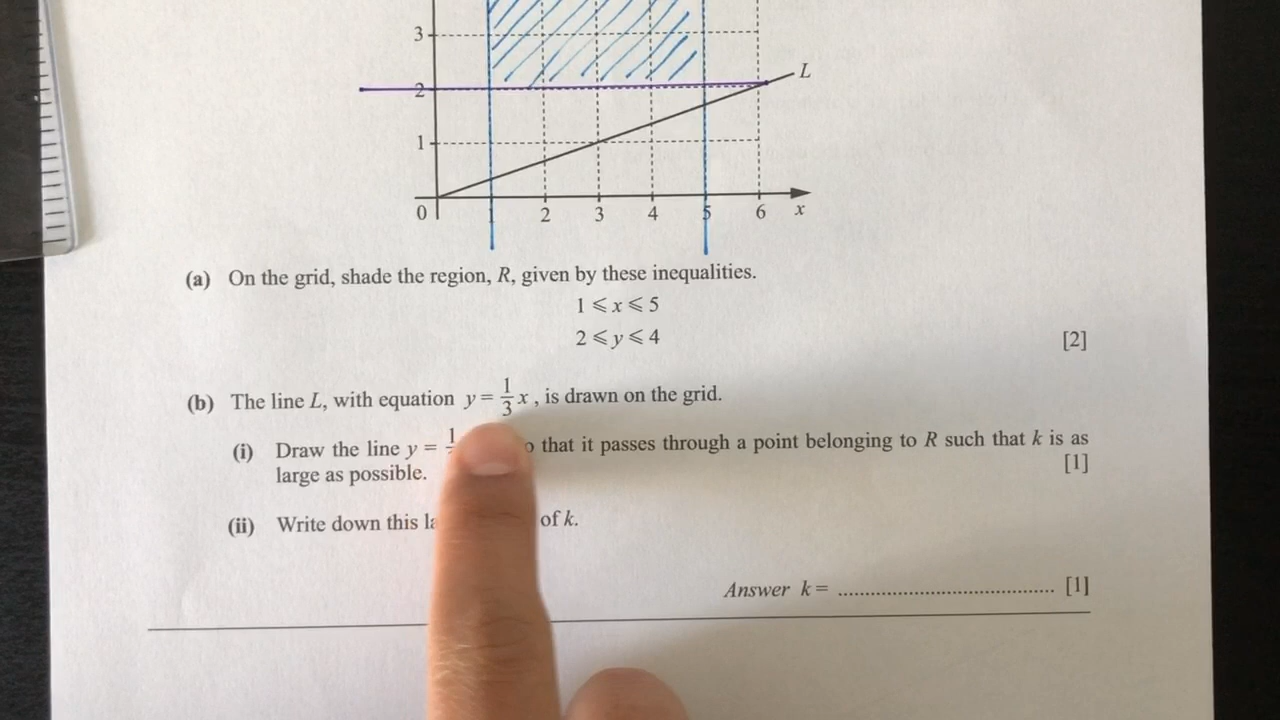 3
2
L
1
0 1 2 3 4 5 6 x
(a) On the grid, shade the region, R, given by these inequalities.
1 ⩽ x ⩽ 5
2 ⩽ y ⩽ 4 [2]
(b) The line L, with equation y = 1/3 x, is drawn on the grid.
(i) Draw the line y = that it passes through a point belonging to R such that k is as
large as possible. [1]
(ii) Write down this of k.
Answer k = ........................................ [1]